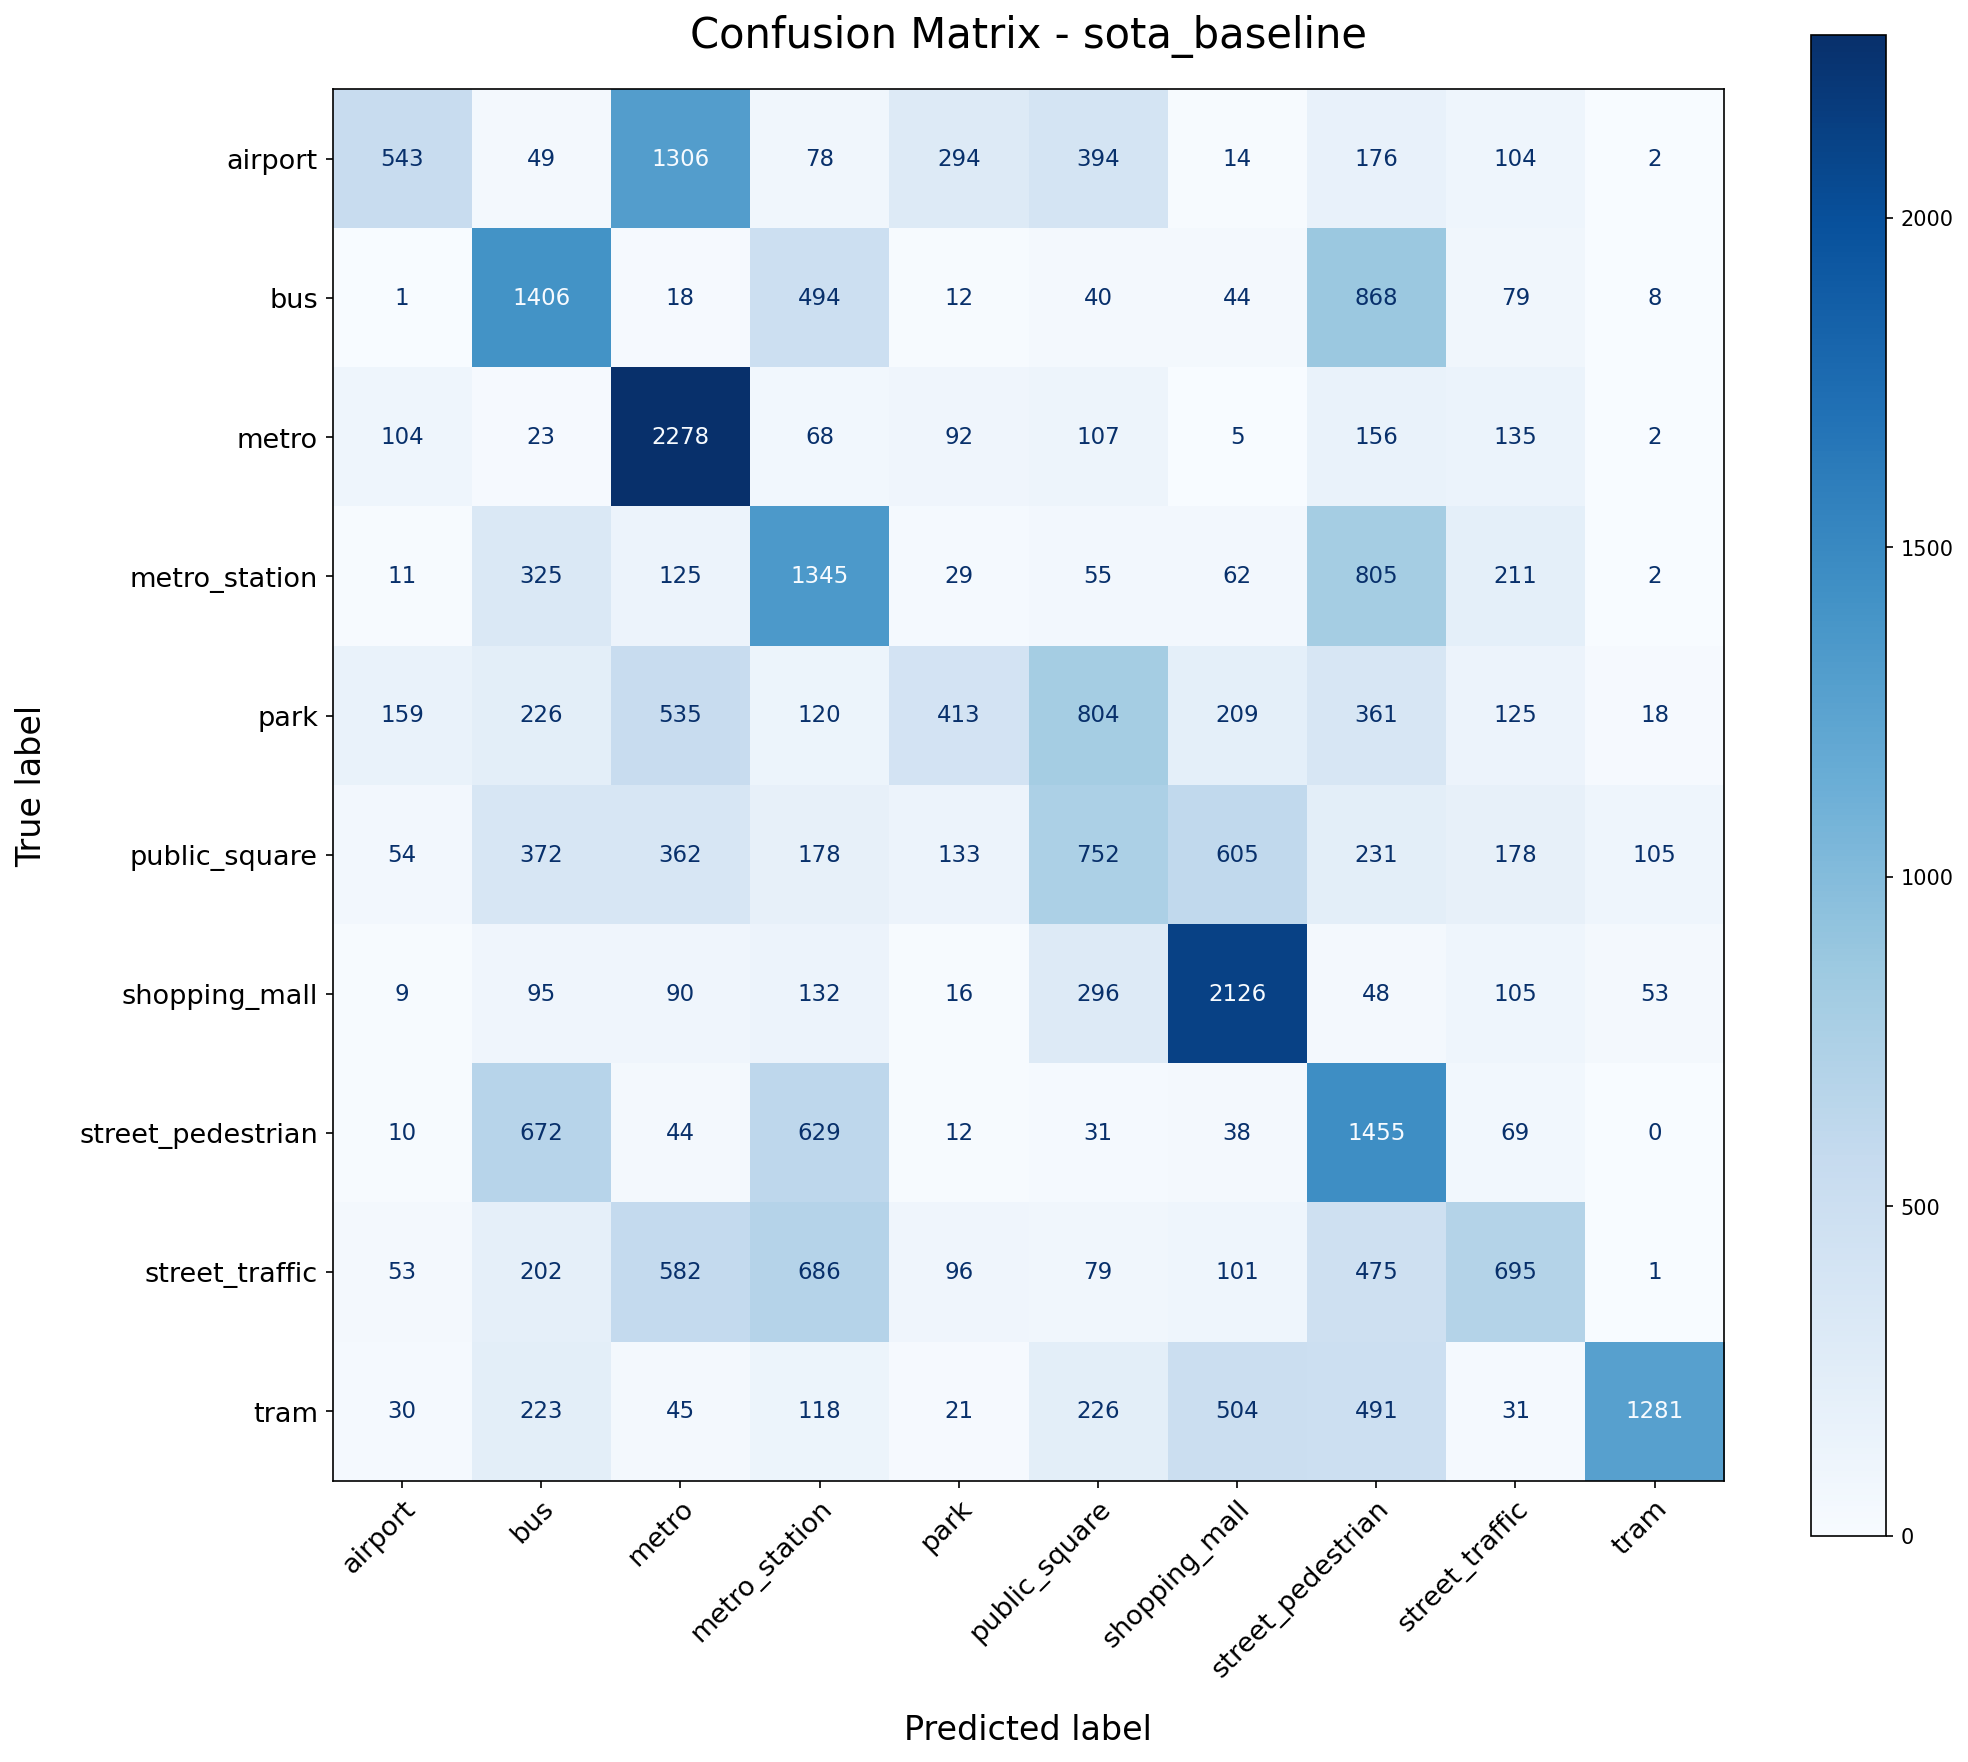 Confusion Matrix - sota_baseline
True label
airport 543 49 1306 78 294 394 14 176 104 2
bus 1 1406 18 494 12 40 44 868 79 8
metro 104 23 2278 68 92 107 5 156 135 2
metro_station 11 325 125 1345 29 55 62 805 211 2
park 159 226 535 120 413 804 209 361 125 18
public_square 54 372 362 178 133 752 605 231 178 105
shopping_mall 9 95 90 132 16 296 2126 48 105 53
street_pedestrian 10 672 44 629 12 31 38 1455 69 0
street_traffic 53 202 582 686 96 79 101 475 695 1
tram 30 223 45 118 21 226 504 491 31 1281
airport bus metro metro_station park public_square shopping_mall street_pedestrian street_traffic tram
Predicted label
2000
1500
1000
500
0